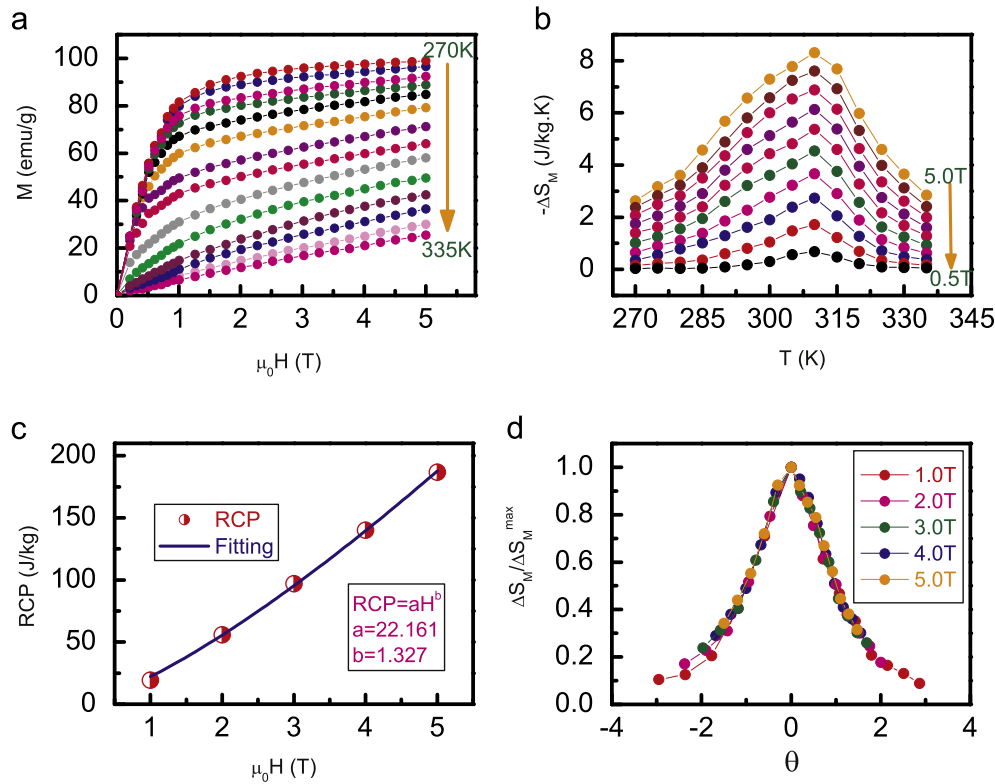 a
100
80
60
40
20
0
M (emu/g)
270K
335K
0 1 2 3 4 5
μ₀H (T)
b
8
6
4
2
0
-ΔS_M (J/kg.K)
5.0T
0.5T
270 285 300 315 330 345
T (K)
c
200
150
100
50
0
RCP (J/kg)
RCP
Fitting
RCP=aH^b
a=22.161
b=1.327
1 2 3 4 5
μ₀H (T)
d
1.0
0.8
0.6
0.4
0.2
0.0
ΔS_M/ΔS_M^max
1.0T
2.0T
3.0T
4.0T
5.0T
-4 -2 0 2 4
θ